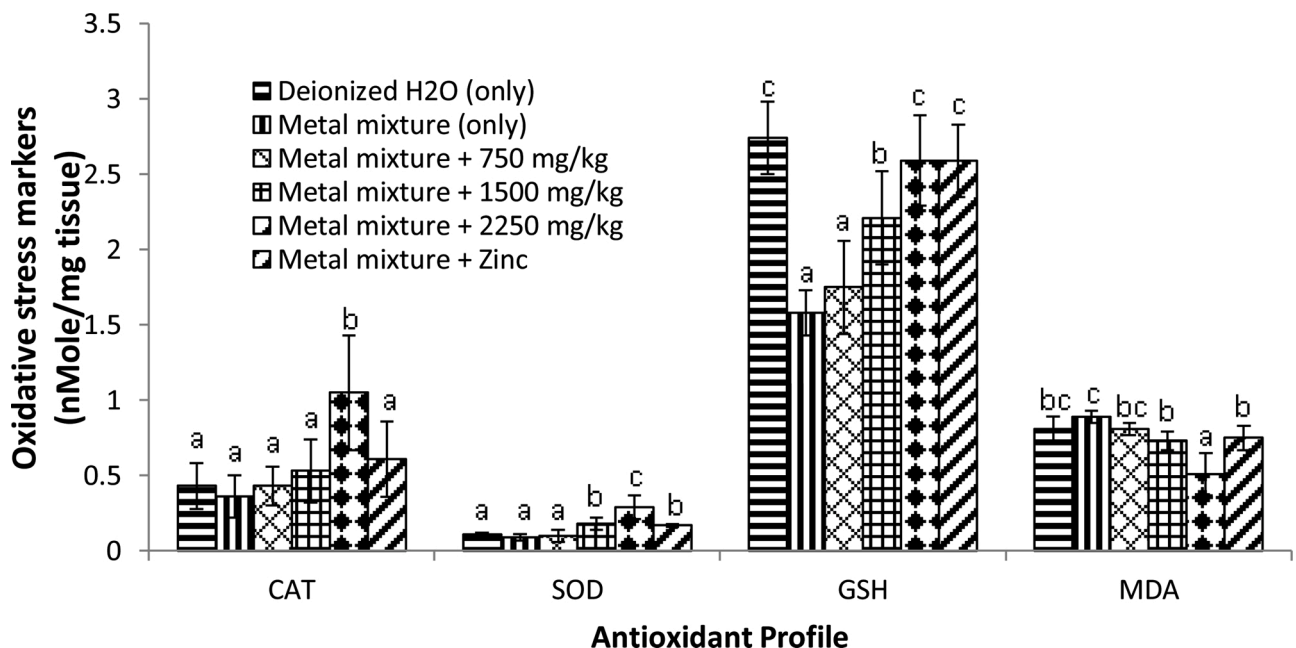 Oxidative stress markers
(nMole/mg tissue)
3.5
3
2.5
2
1.5
1
0.5
0
Deionized H2O (only)
Metal mixture (only)
Metal mixture + 750 mg/kg
Metal mixture + 1500 mg/kg
Metal mixture + 2250 mg/kg
Metal mixture + Zinc
a a a a b a
a a a b c b
c a a b c c
bc c bc b a b
CAT SOD GSH MDA
Antioxidant Profile